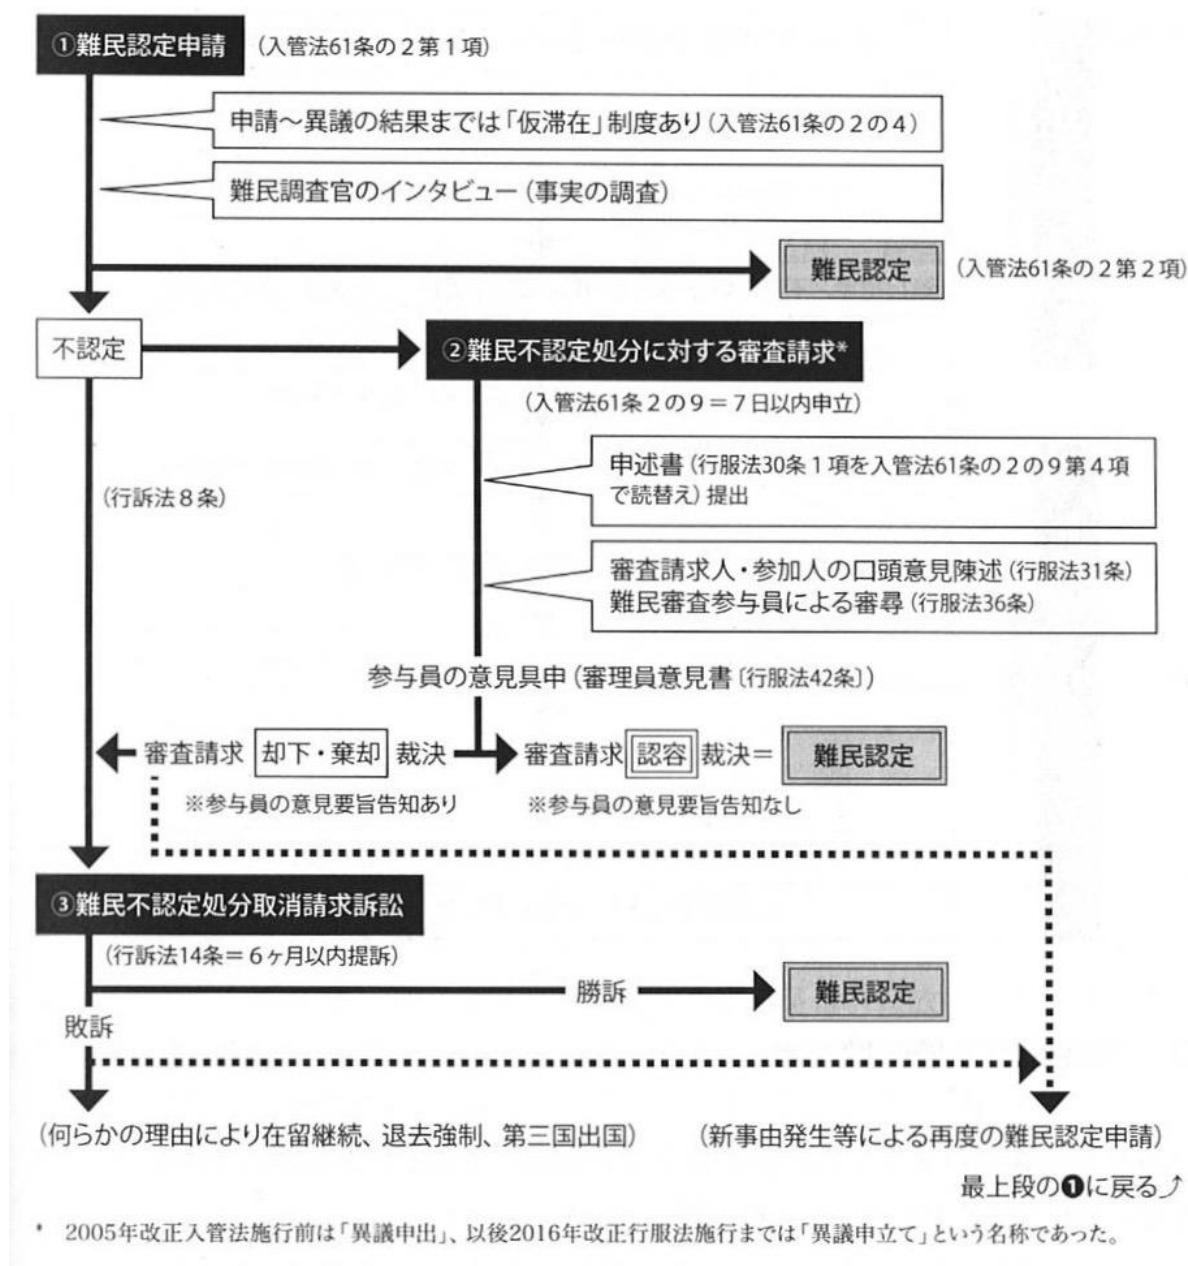 ①難民認定申請 (入管法61条の2第1項)
申請～異議の結果までは「仮滞在」制度あり(入管法61条の2の4)
難民調査官のインタビュー(事実の調査)
難民認定 (入管法61条の2第2項)
不認定
②難民不認定処分に対する審査請求*
(入管法61条2の9＝7日以内申立)
申述書(行服法30条1項を入管法61条の2の9第4項
で読替え)提出
(行訴法8条)
審査請求人・参加人の口頭意見陳述(行服法31条)
難民審査参与員による審尋(行服法36条)
参与員の意見具申(審理員意見書〔行服法42条〕)
審査請求 却下・棄却 裁決
審査請求 認容 裁決＝ 難民認定
※参与員の意見要旨告知あり
※参与員の意見要旨告知なし
③難民不認定処分取消請求訴訟
(行訴法14条＝6ヶ月以内提訴)
勝訴
難民認定
敗訴
(何らかの理由により在留継続、退去強制、第三国出国)
(新事由発生等による再度の難民認定申請)
最上段の❶に戻る⤴
* 2005年改正入管法施行前は「異議申出」、以後2016年改正行服法施行までは「異議申立て」という名称であった。